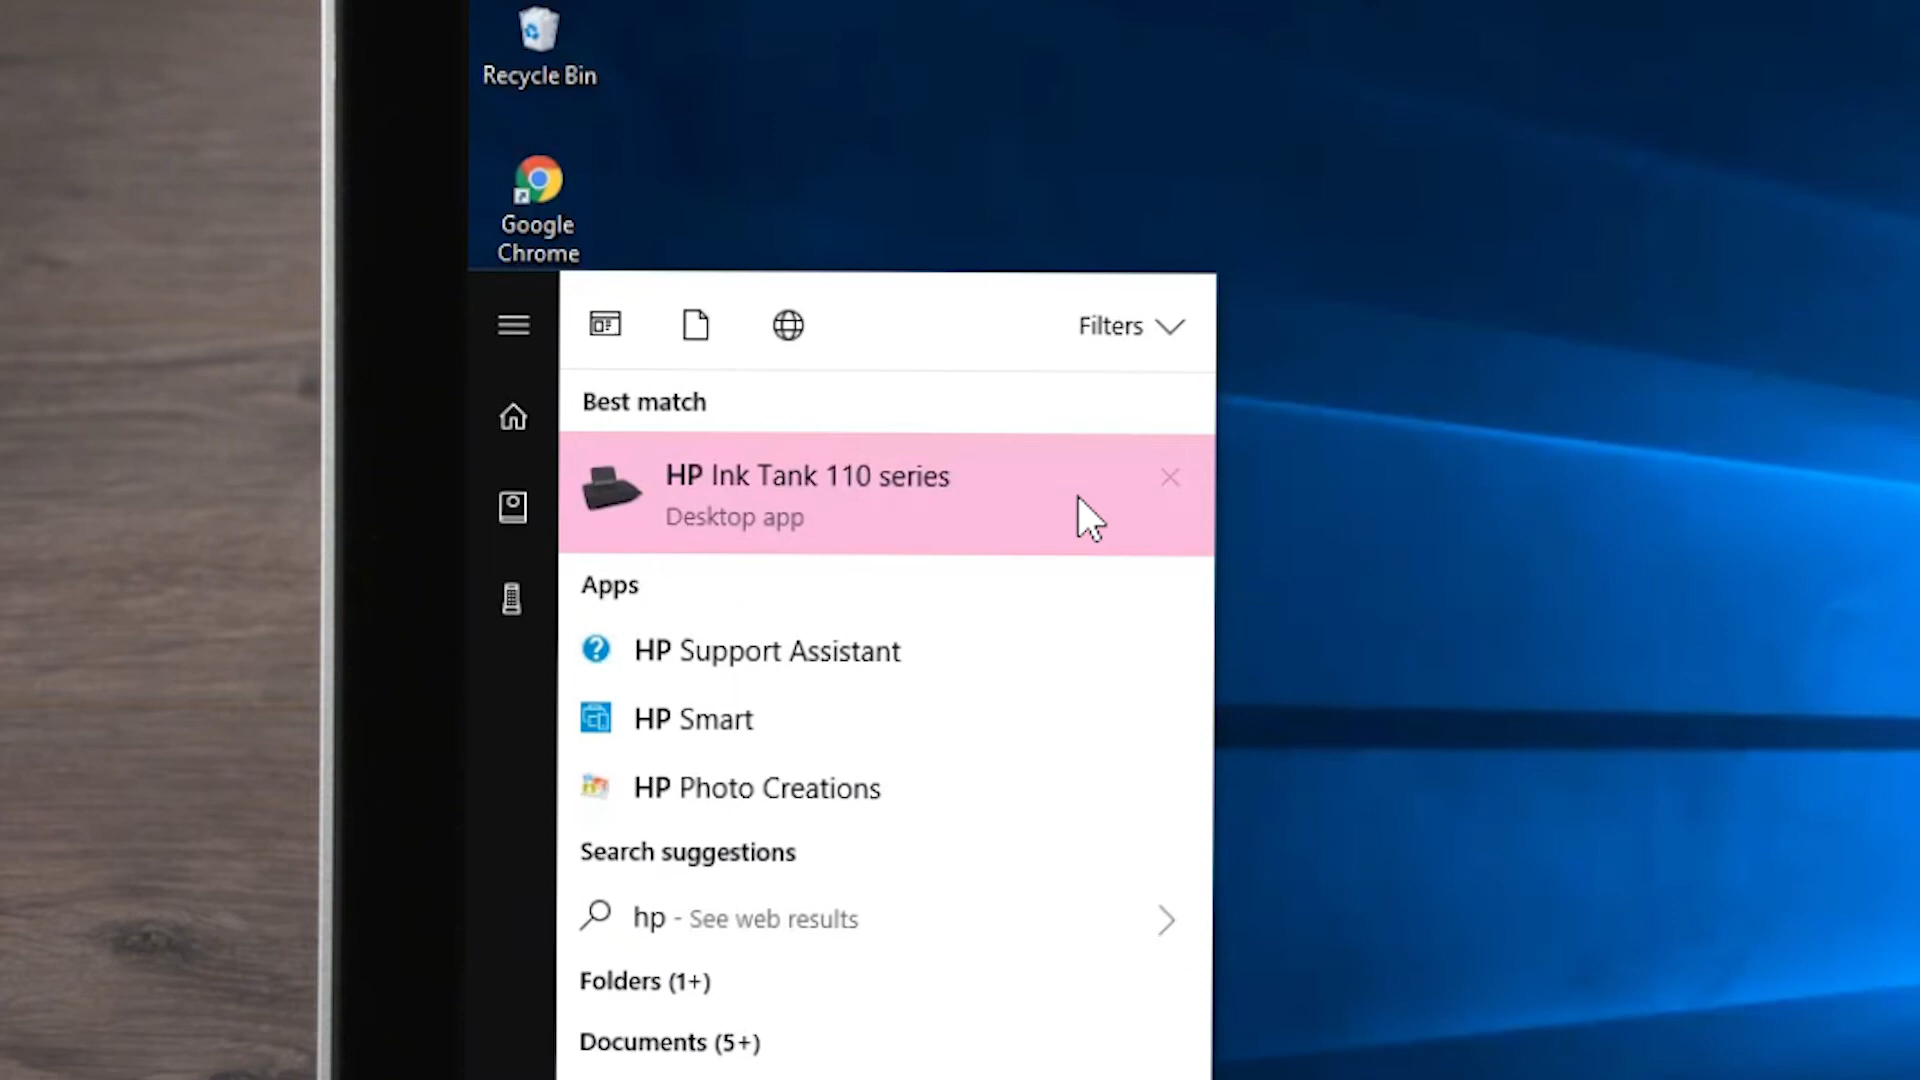 Recycle Bin
Google
Chrome
Filters
Best match
HP Ink Tank 110 series
Desktop app
Apps
HP Support Assistant
HP Smart
HP Photo Creations
Search suggestions
hp - See web results
Folders (1+)
Documents (5+)